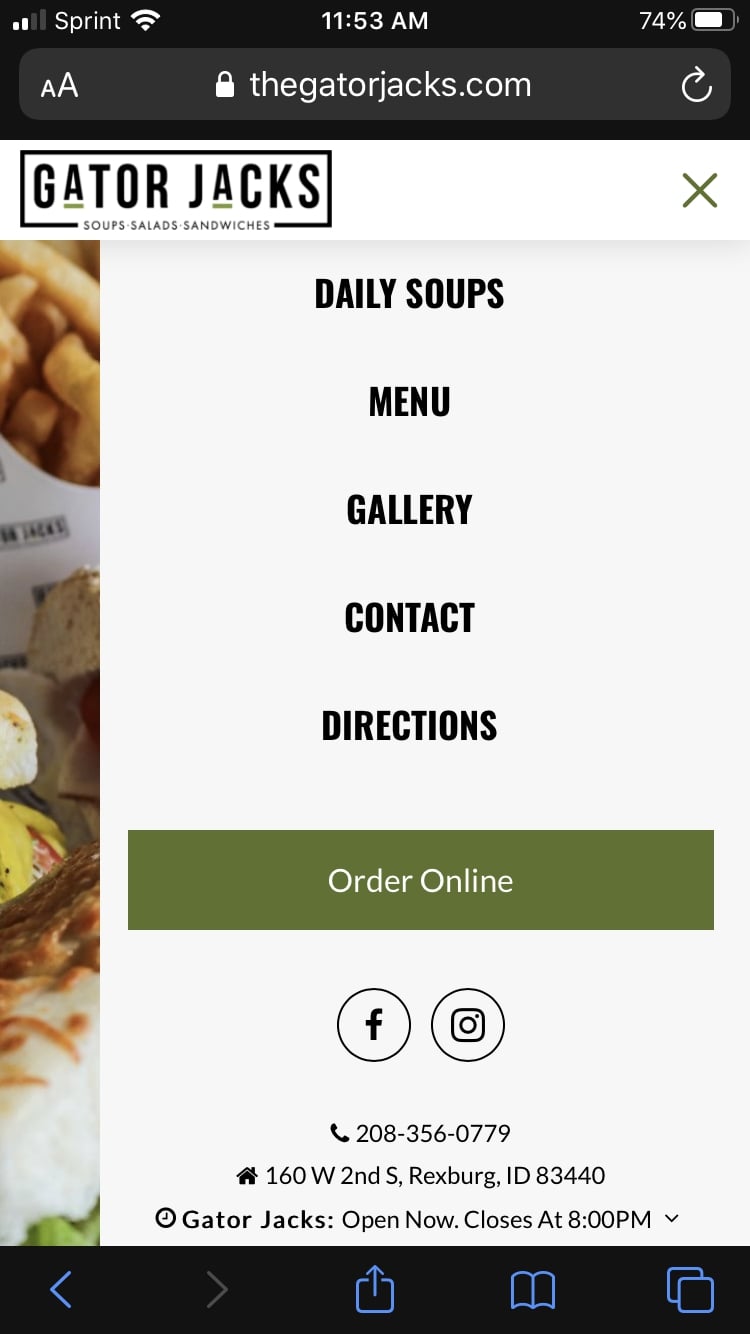 Sprint 11:53 AM 74%
AA thegatorjacks.com
GATOR JACKS
SOUPS·SALADS·SANDWICHES
DAILY SOUPS
MENU
GALLERY
CONTACT
DIRECTIONS
Order Online
208-356-0779
160 W 2nd S, Rexburg, ID 83440
Gator Jacks: Open Now. Closes At 8:00PM